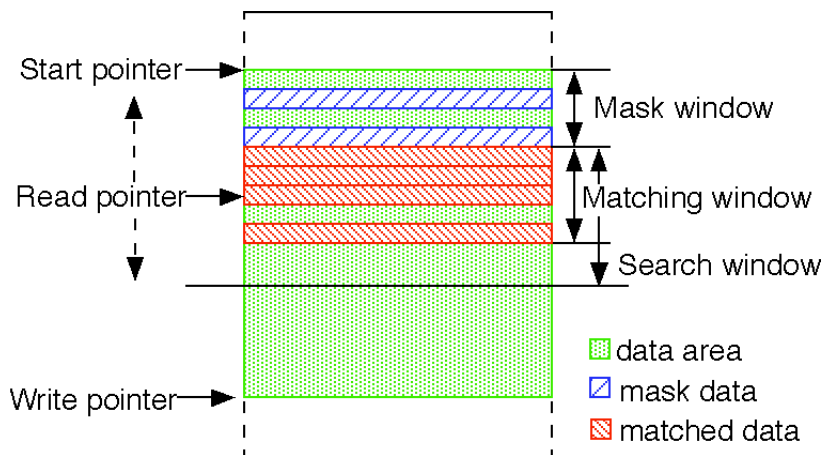 Start pointer
Mask window
Read pointer
Matching window
Search window
data area
Write pointer
mask data
matched data